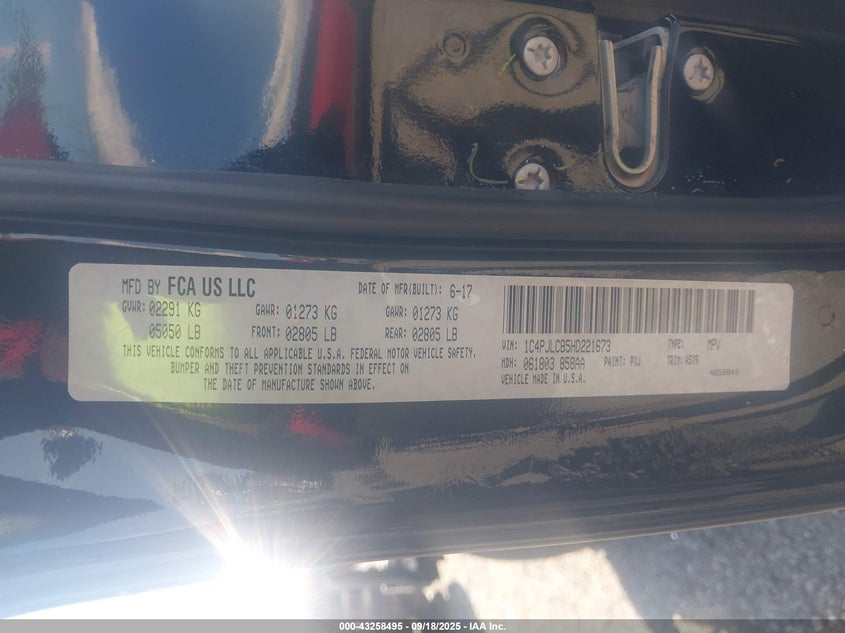 MFD BY FCA US LLC
DATE OF MFR(BUILT): 6-17
GVWR: 02291 KG GAWR: 01273 KG GAWR: 01273 KG
05050 LB FRONT: 02805 LB REAR: 02805 LB
THIS VEHICLE CONFORMS TO ALL APPLICABLE U.S.A. FEDERAL MOTOR VEHICLE SAFETY,
BUMPER AND THEFT PREVENTION STANDARDS IN EFFECT ON
THE DATE OF MANUFACTURE SHOWN ABOVE.
VIN: 1C4PJLCB5HD221673 TYPE: MPV
MDH: 061803 858AA PAINT: PXJ TRIM: A5X9
VEHICLE MADE IN U.S.A. 4658843
000-43258495 - 09/18/2025 - IAA Inc.